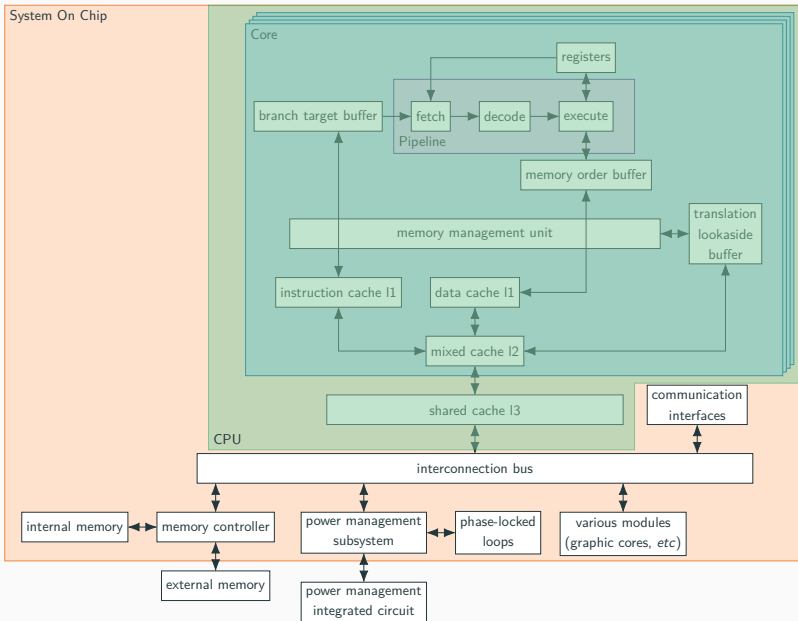 System On Chip
Core
registers
branch target buffer
fetch
decode
execute
Pipeline
memory order buffer
translation
lookaside
buffer
memory management unit
instruction cache l1
data cache l1
mixed cache l2
shared cache l3
communication
interfaces
CPU
interconnection bus
internal memory
memory controller
power management
subsystem
phase-locked
loops
various modules
(graphic cores, etc)
external memory
power management
integrated circuit